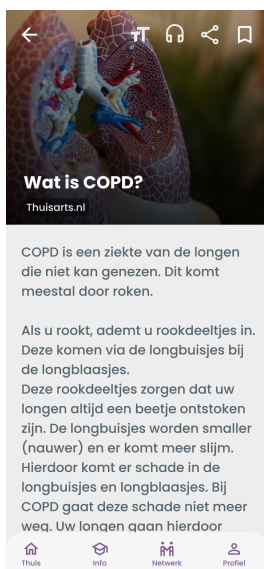 Wat is COPD?
Thuisarts.nl
COPD is een ziekte van de longen
die niet kan genezen. Dit komt
meestal door roken.
Als u rookt, ademt u rookdeeltjes in.
Deze komen via de longbuisjes bij
de longblaasjes.
Deze rookdeeltjes zorgen dat uw
longen altijd een beetje ontstoken
zijn. De longbuisjes worden smaller
(nauwer) en er komt meer slijm.
Hierdoor komt er schade in de
longbuisjes en longblaasjes. Bij
COPD gaat deze schade niet meer
weg. Uw longen gaan hierdoor
Thuis
Info
Netwerk
Profiel